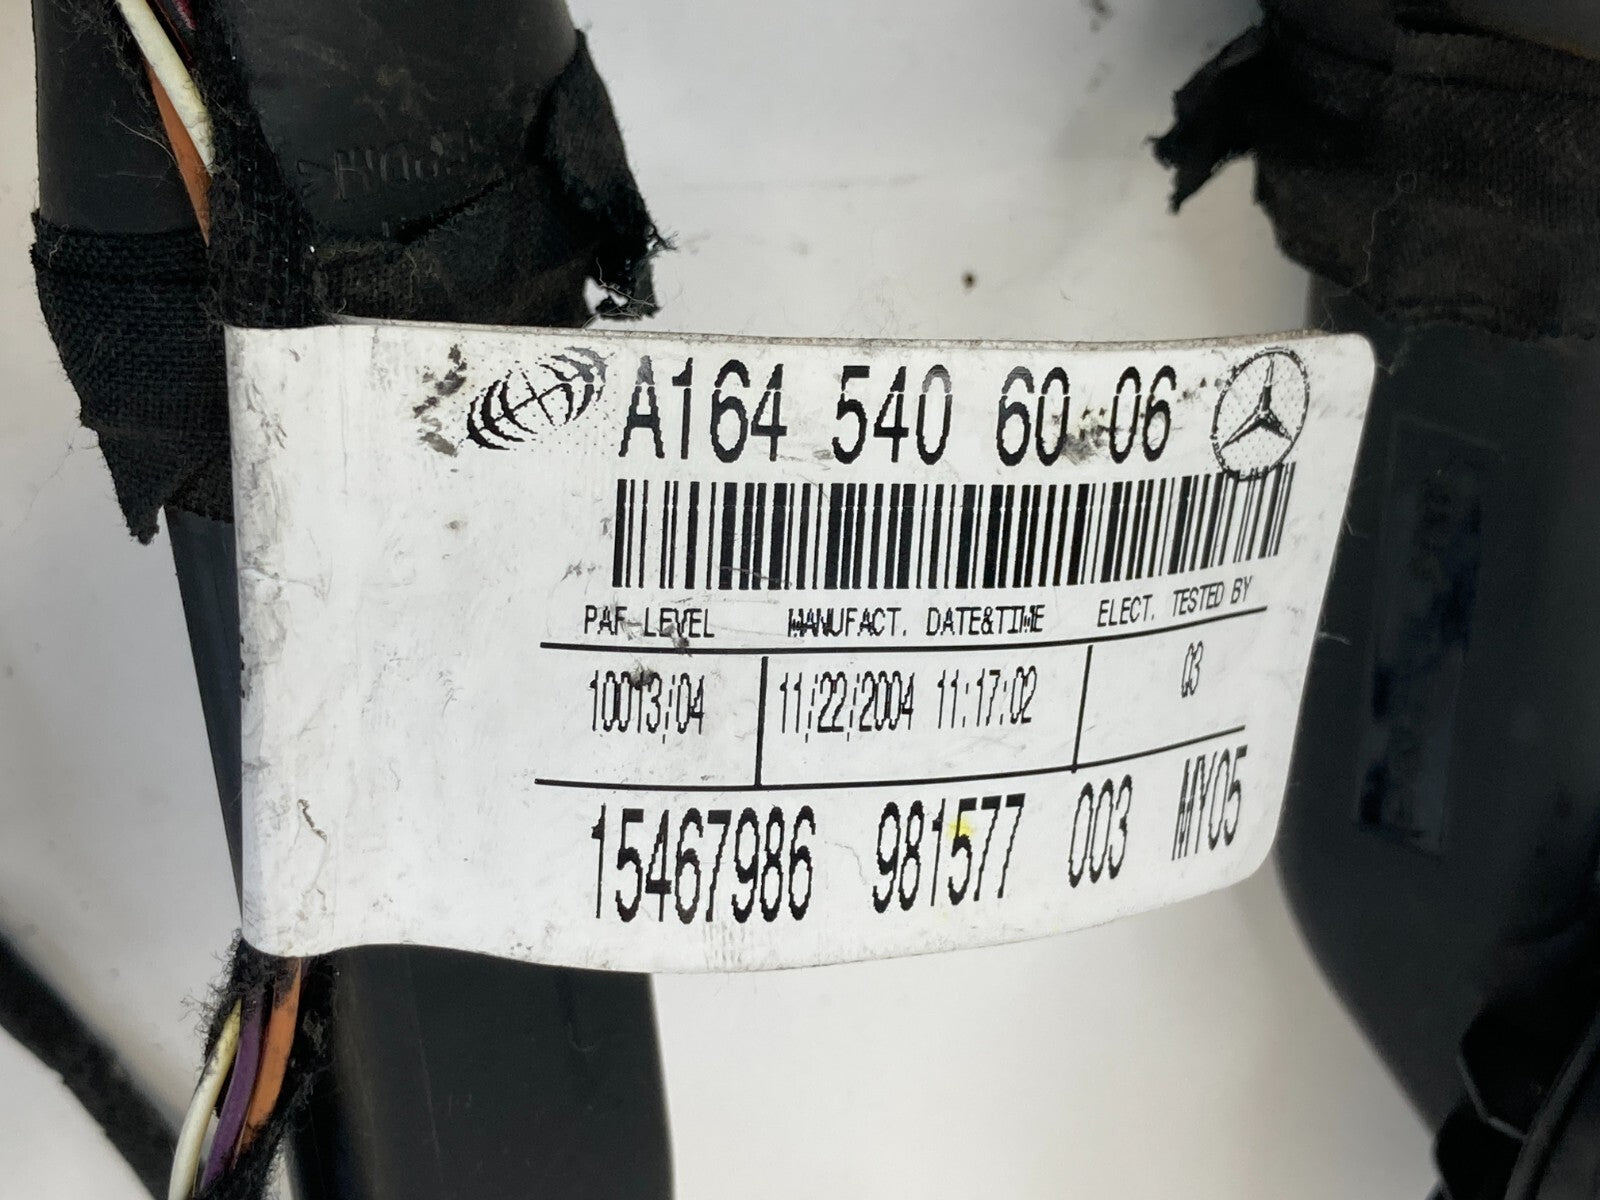 A164 540 60 06
PAF-LEVEL MANUFACT. DATE&TIME ELECT. TESTED BY
10013/04 11/22/2004 11:17:02 03
15467986 981577 003 MY05